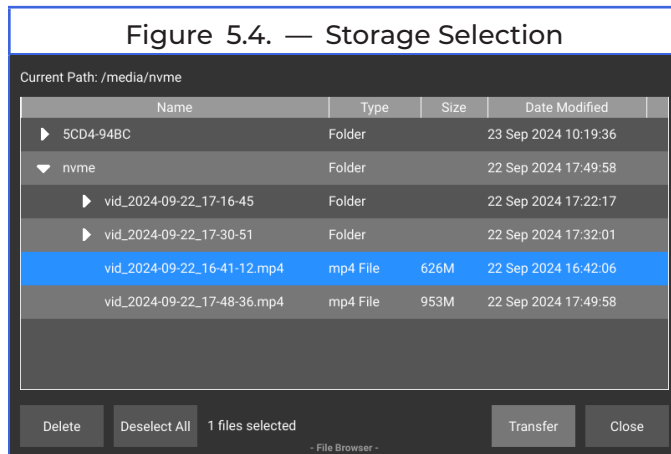 Figure 5.4. — Storage Selection
Current Path: /media/nvme
Name Type Size Date Modified
5CD4-94BC Folder 23 Sep 2024 10:19:36
nvme Folder 22 Sep 2024 17:49:58
vid_2024-09-22_17-16-45 Folder 22 Sep 2024 17:22:17
vid_2024-09-22_17-30-51 Folder 22 Sep 2024 17:32:01
vid_2024-09-22_16-41-12.mp4 mp4 File 626M 22 Sep 2024 16:42:06
vid_2024-09-22_17-48-36.mp4 mp4 File 953M 22 Sep 2024 17:49:58
Delete Deselect All 1 files selected Transfer Close
- File Browser -